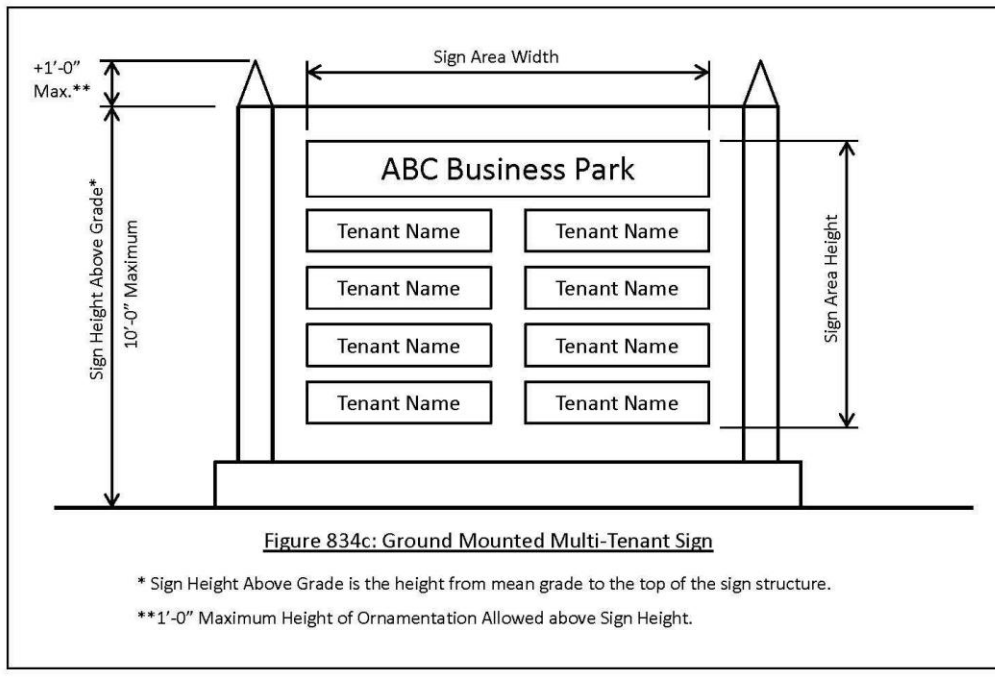 Sign Area Width
+1'-0"
Max.**
Sign Height Above Grade*
10'-0" Maximum
ABC Business Park
Tenant Name
Tenant Name
Tenant Name
Tenant Name
Tenant Name
Tenant Name
Tenant Name
Tenant Name
Sign Area Height
Figure 834c: Ground Mounted Multi-Tenant Sign
* Sign Height Above Grade is the height from mean grade to the top of the sign structure.
**1'-0" Maximum Height of Ornamentation Allowed above Sign Height.